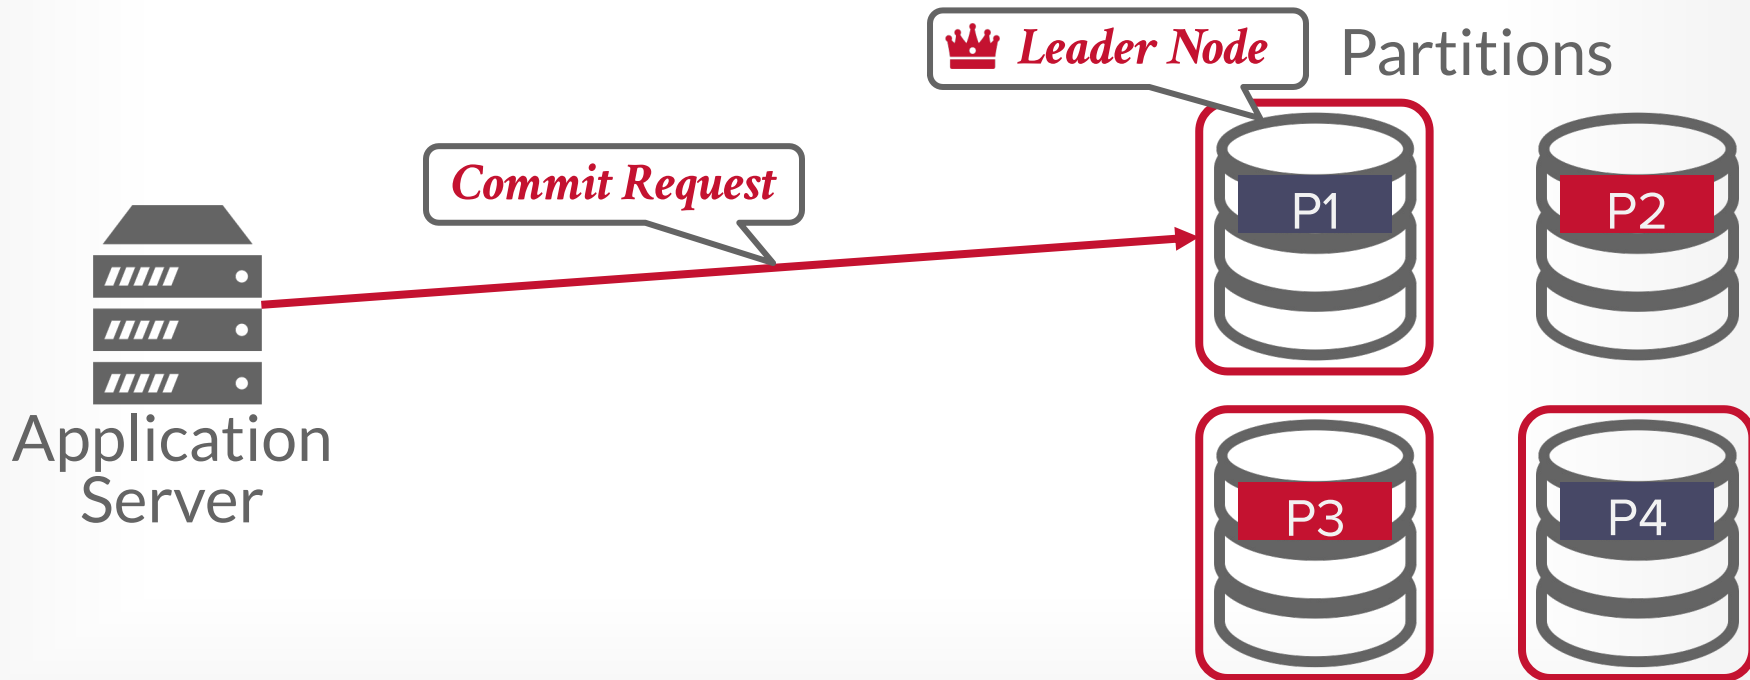 Leader Node
Partitions
Commit Request
P1
P2
Application
Server
P3
P4